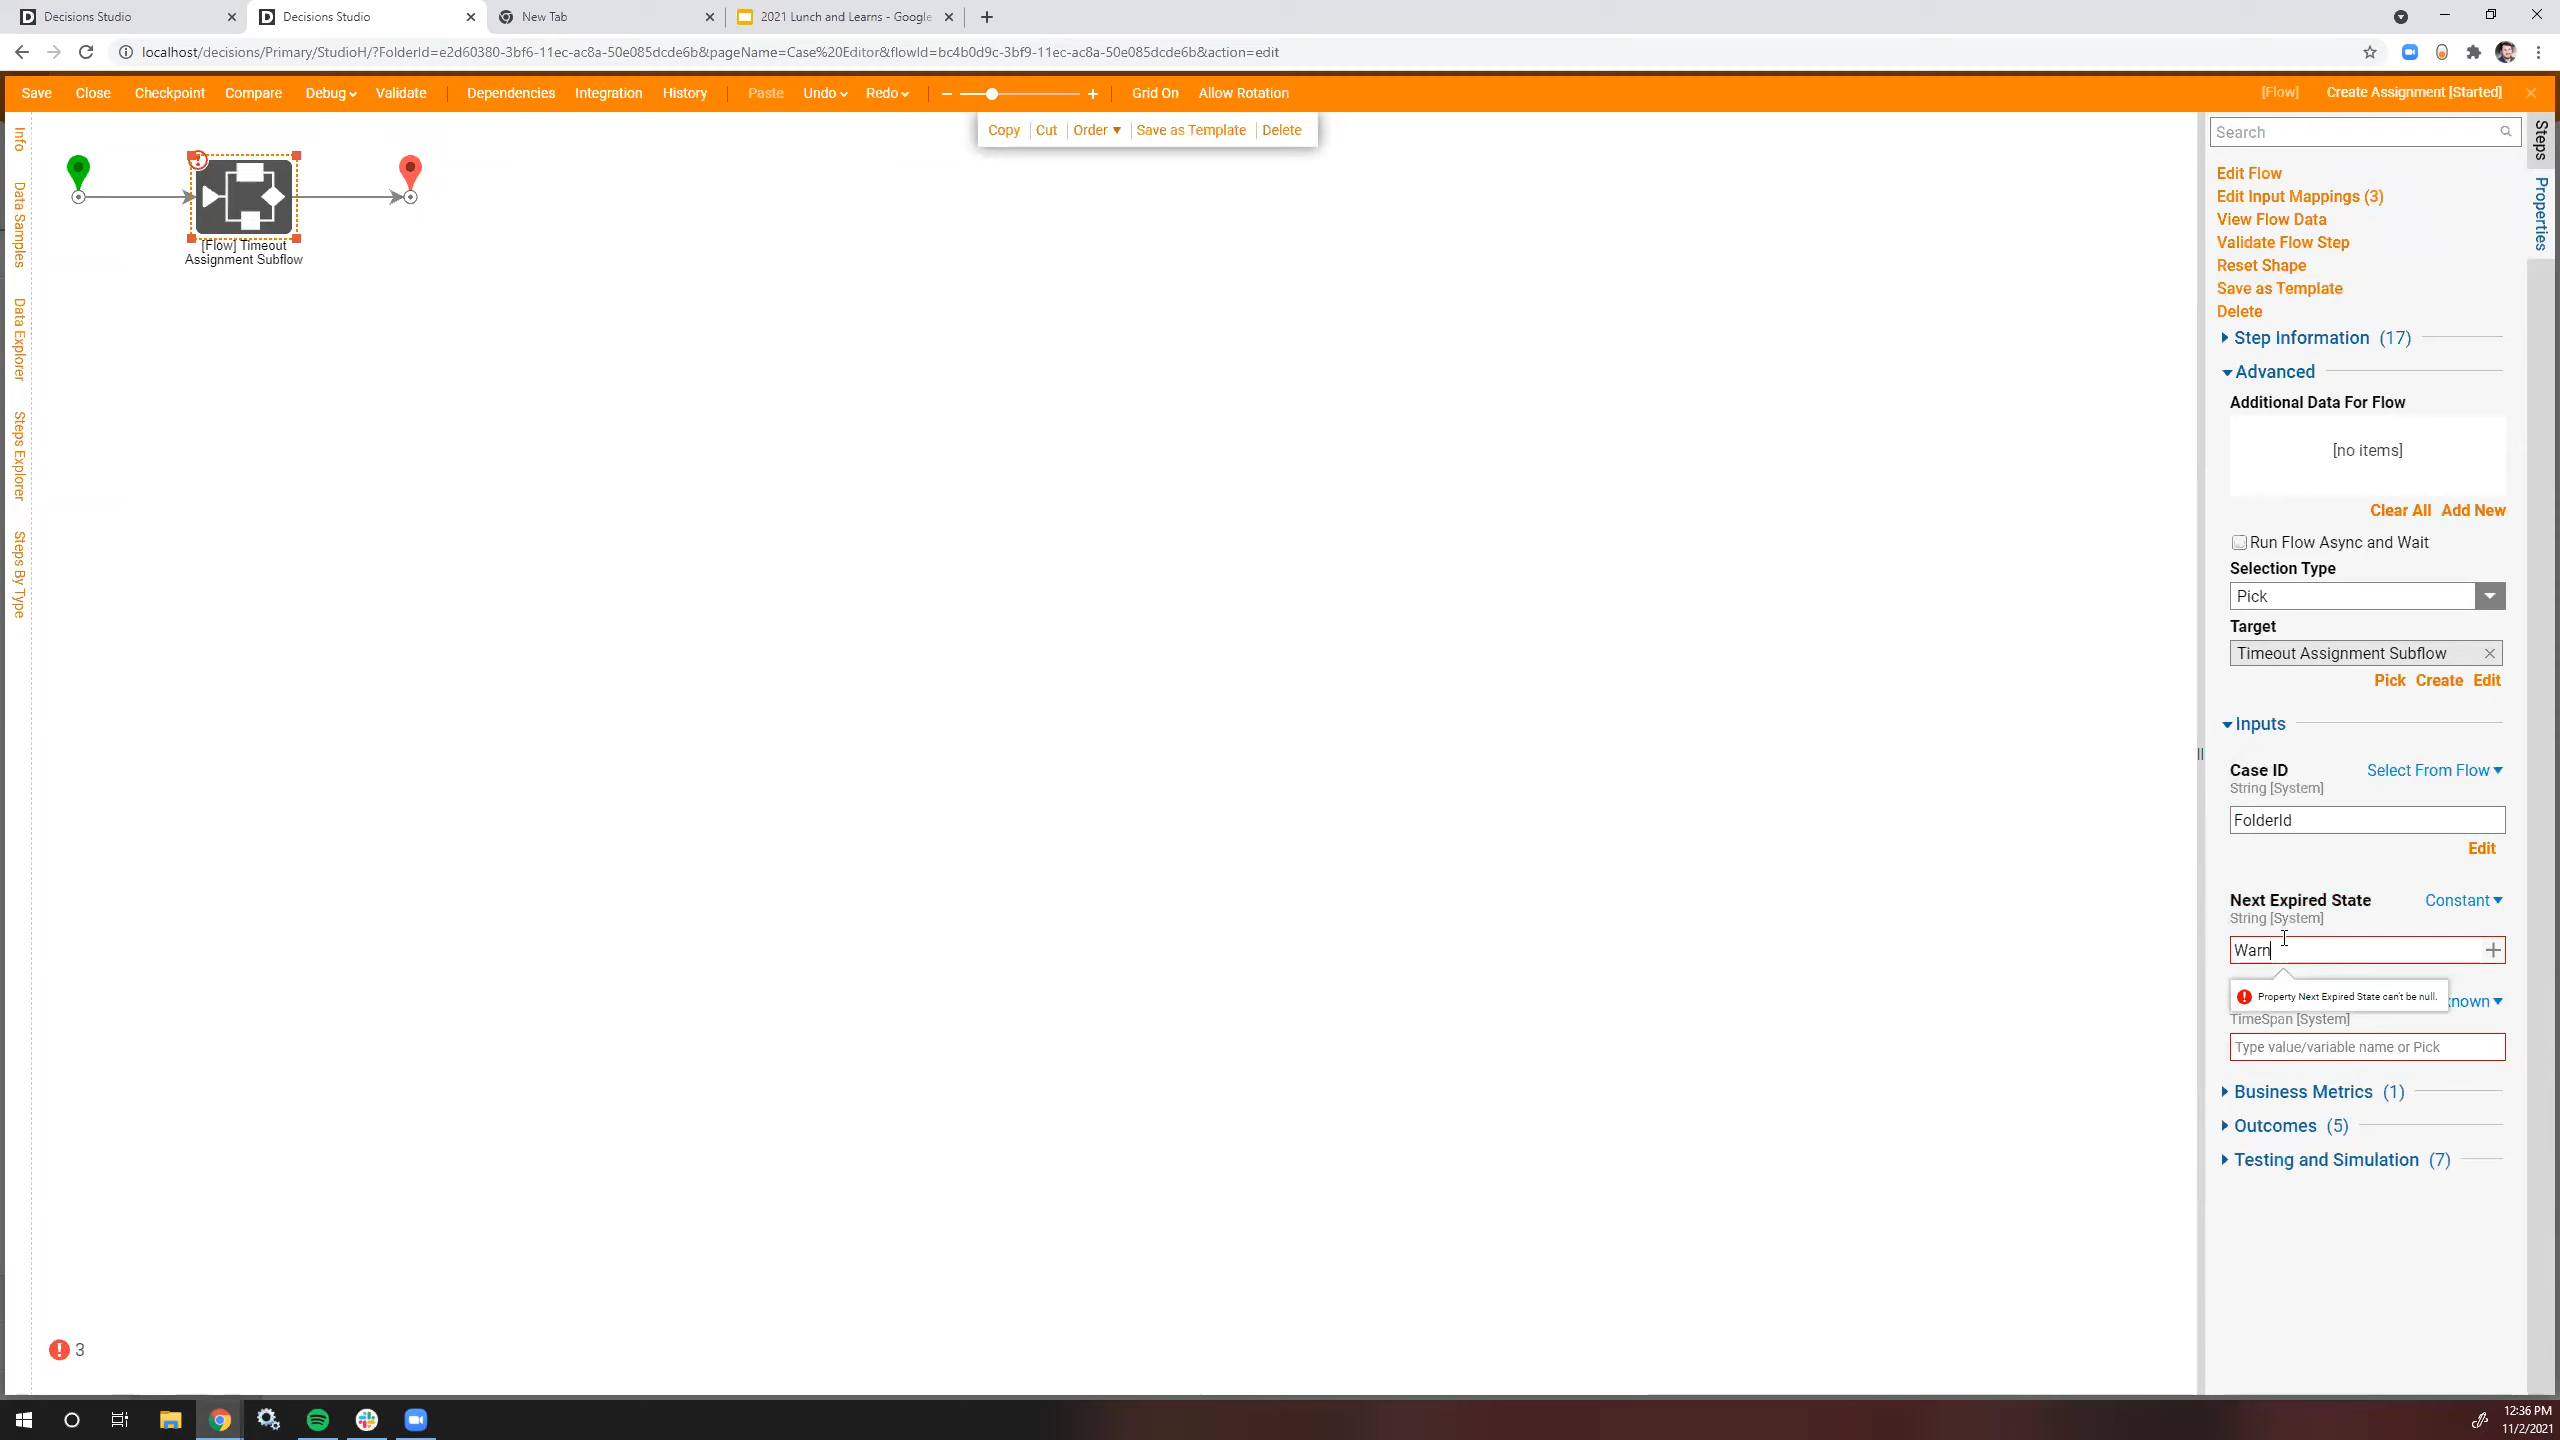 Decisions Studio
Decisions Studio
New Tab
2021 Lunch and Learns - Google
localhost/decisions/Primary/StudioH/?FolderId=e2d60380-3bf6-11ec-ac8a-50e085dcde6b&pageName=Case%20Editor&flowId=bc4b0d9c-3bf9-11ec-ac8a-50e085dcde6b&action=edit
Save Close Checkpoint Compare Debug Validate Dependencies Integration History Paste Undo Redo Grid On Allow Rotation [Flow] Create Assignment [Started]
Copy Cut Order Save as Template Delete
Info
Data Samples
Data Explorer
Steps Explorer
Steps By Type
[Flow] Timeout
Assignment Subflow
3
Search
Steps
Properties
Edit Flow
Edit Input Mappings (3)
View Flow Data
Validate Flow Step
Reset Shape
Save as Template
Delete
Step Information (17)
Advanced
Additional Data For Flow
[no items]
Clear All Add New
Run Flow Async and Wait
Selection Type
Pick
Target
Timeout Assignment Subflow
Pick Create Edit
Inputs
Case ID Select From Flow
String [System]
FolderId
Edit
Next Expired State Constant
String [System]
Warn
Property Next Expired State can't be null.
TimeSpan [System]
Type value/variable name or Pick
Business Metrics (1)
Outcomes (5)
Testing and Simulation (7)
12:36 PM
11/2/2021